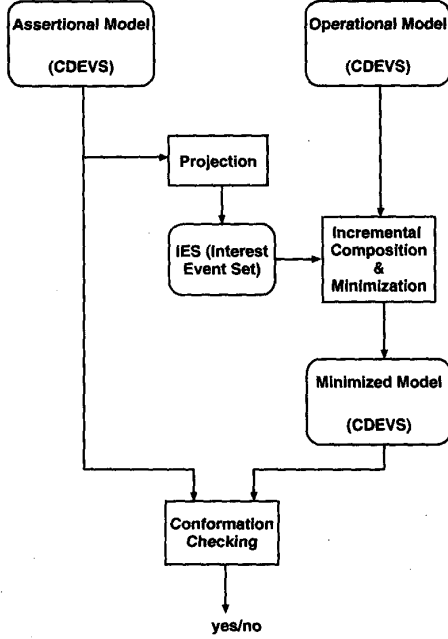 Assertional Model
(CDEVS)
Operational Model
(CDEVS)
Projection
IES (Interest
Event Set)
Incremental
Composition
&
Minimization
Minimized Model
(CDEVS)
Conformation
Checking
yes/no